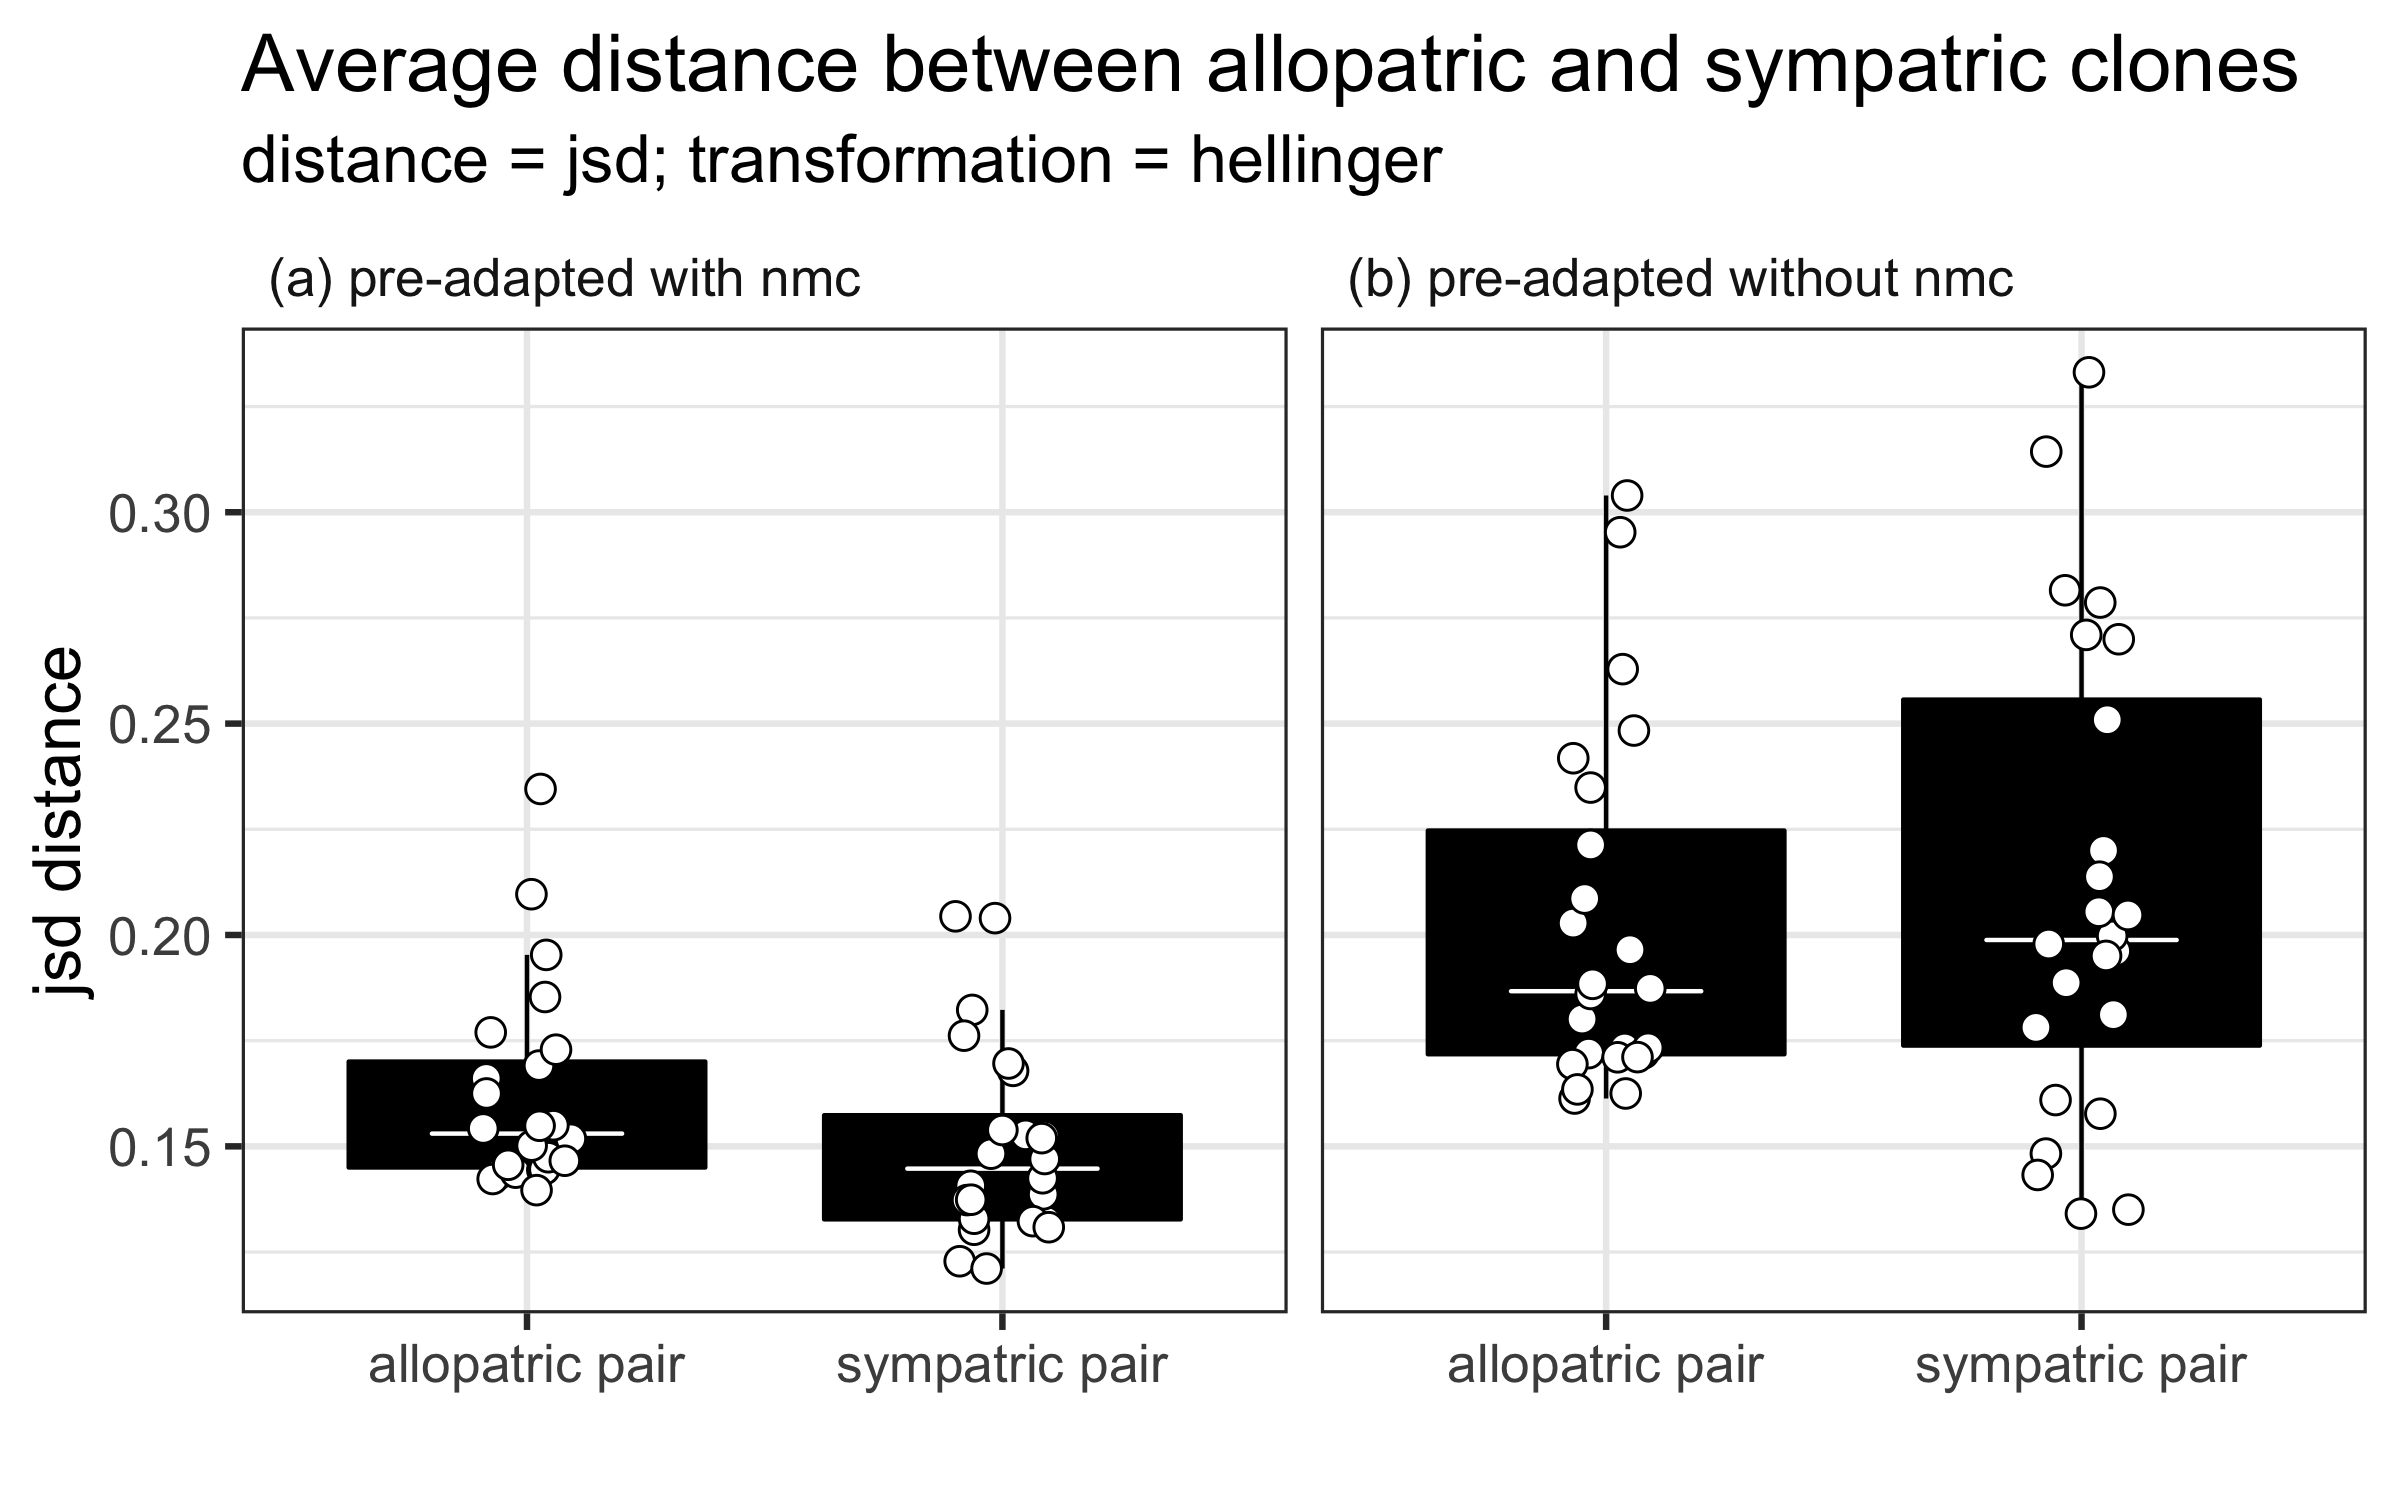 Average distance between allopatric and sympatric clones
distance = jsd; transformation = hellinger
(a) pre-adapted with nmc
(b) pre-adapted without nmc
jsd distance
0.30
0.25
0.20
0.15
allopatric pair
sympatric pair
allopatric pair
sympatric pair